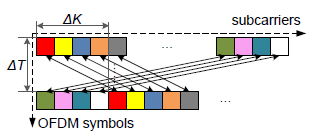 ΔK
subcarriers
...
ΔT
...
OFDM symbols